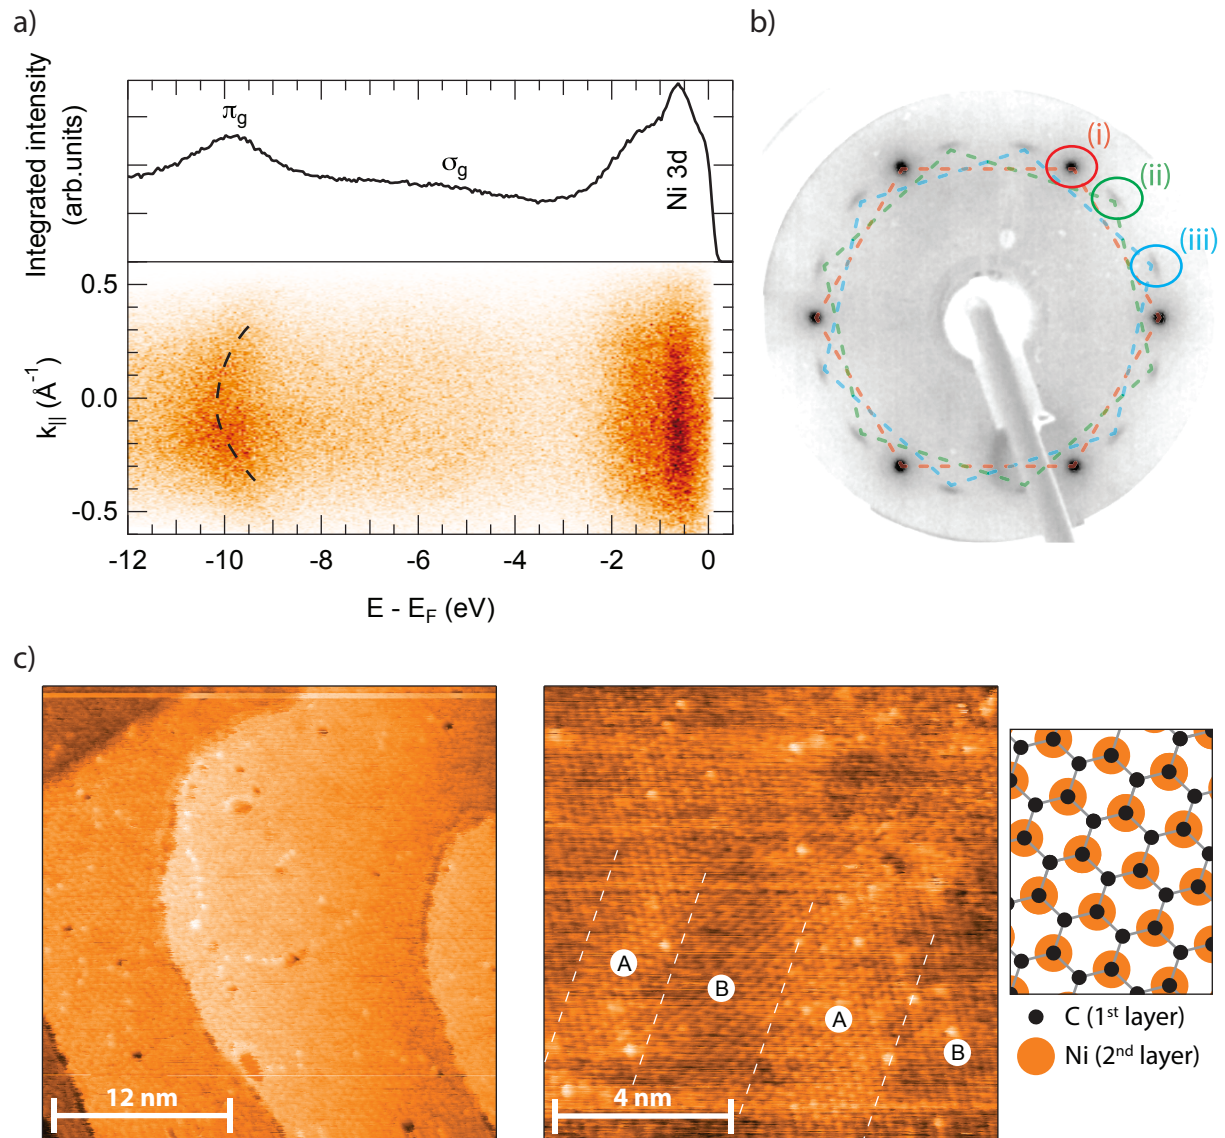 a)
Integrated intensity
(arb.units)
π_g
σ_g
Ni 3d
k_|| (Å⁻¹)
0.5
0.0
-0.5
-12
-10
-8
-6
-4
-2
0
E - E_F (eV)
b)
(i)
(ii)
(iii)
c)
12 nm
A
B
A
B
4 nm
C (1ˢᵗ layer)
Ni (2ⁿᵈ layer)